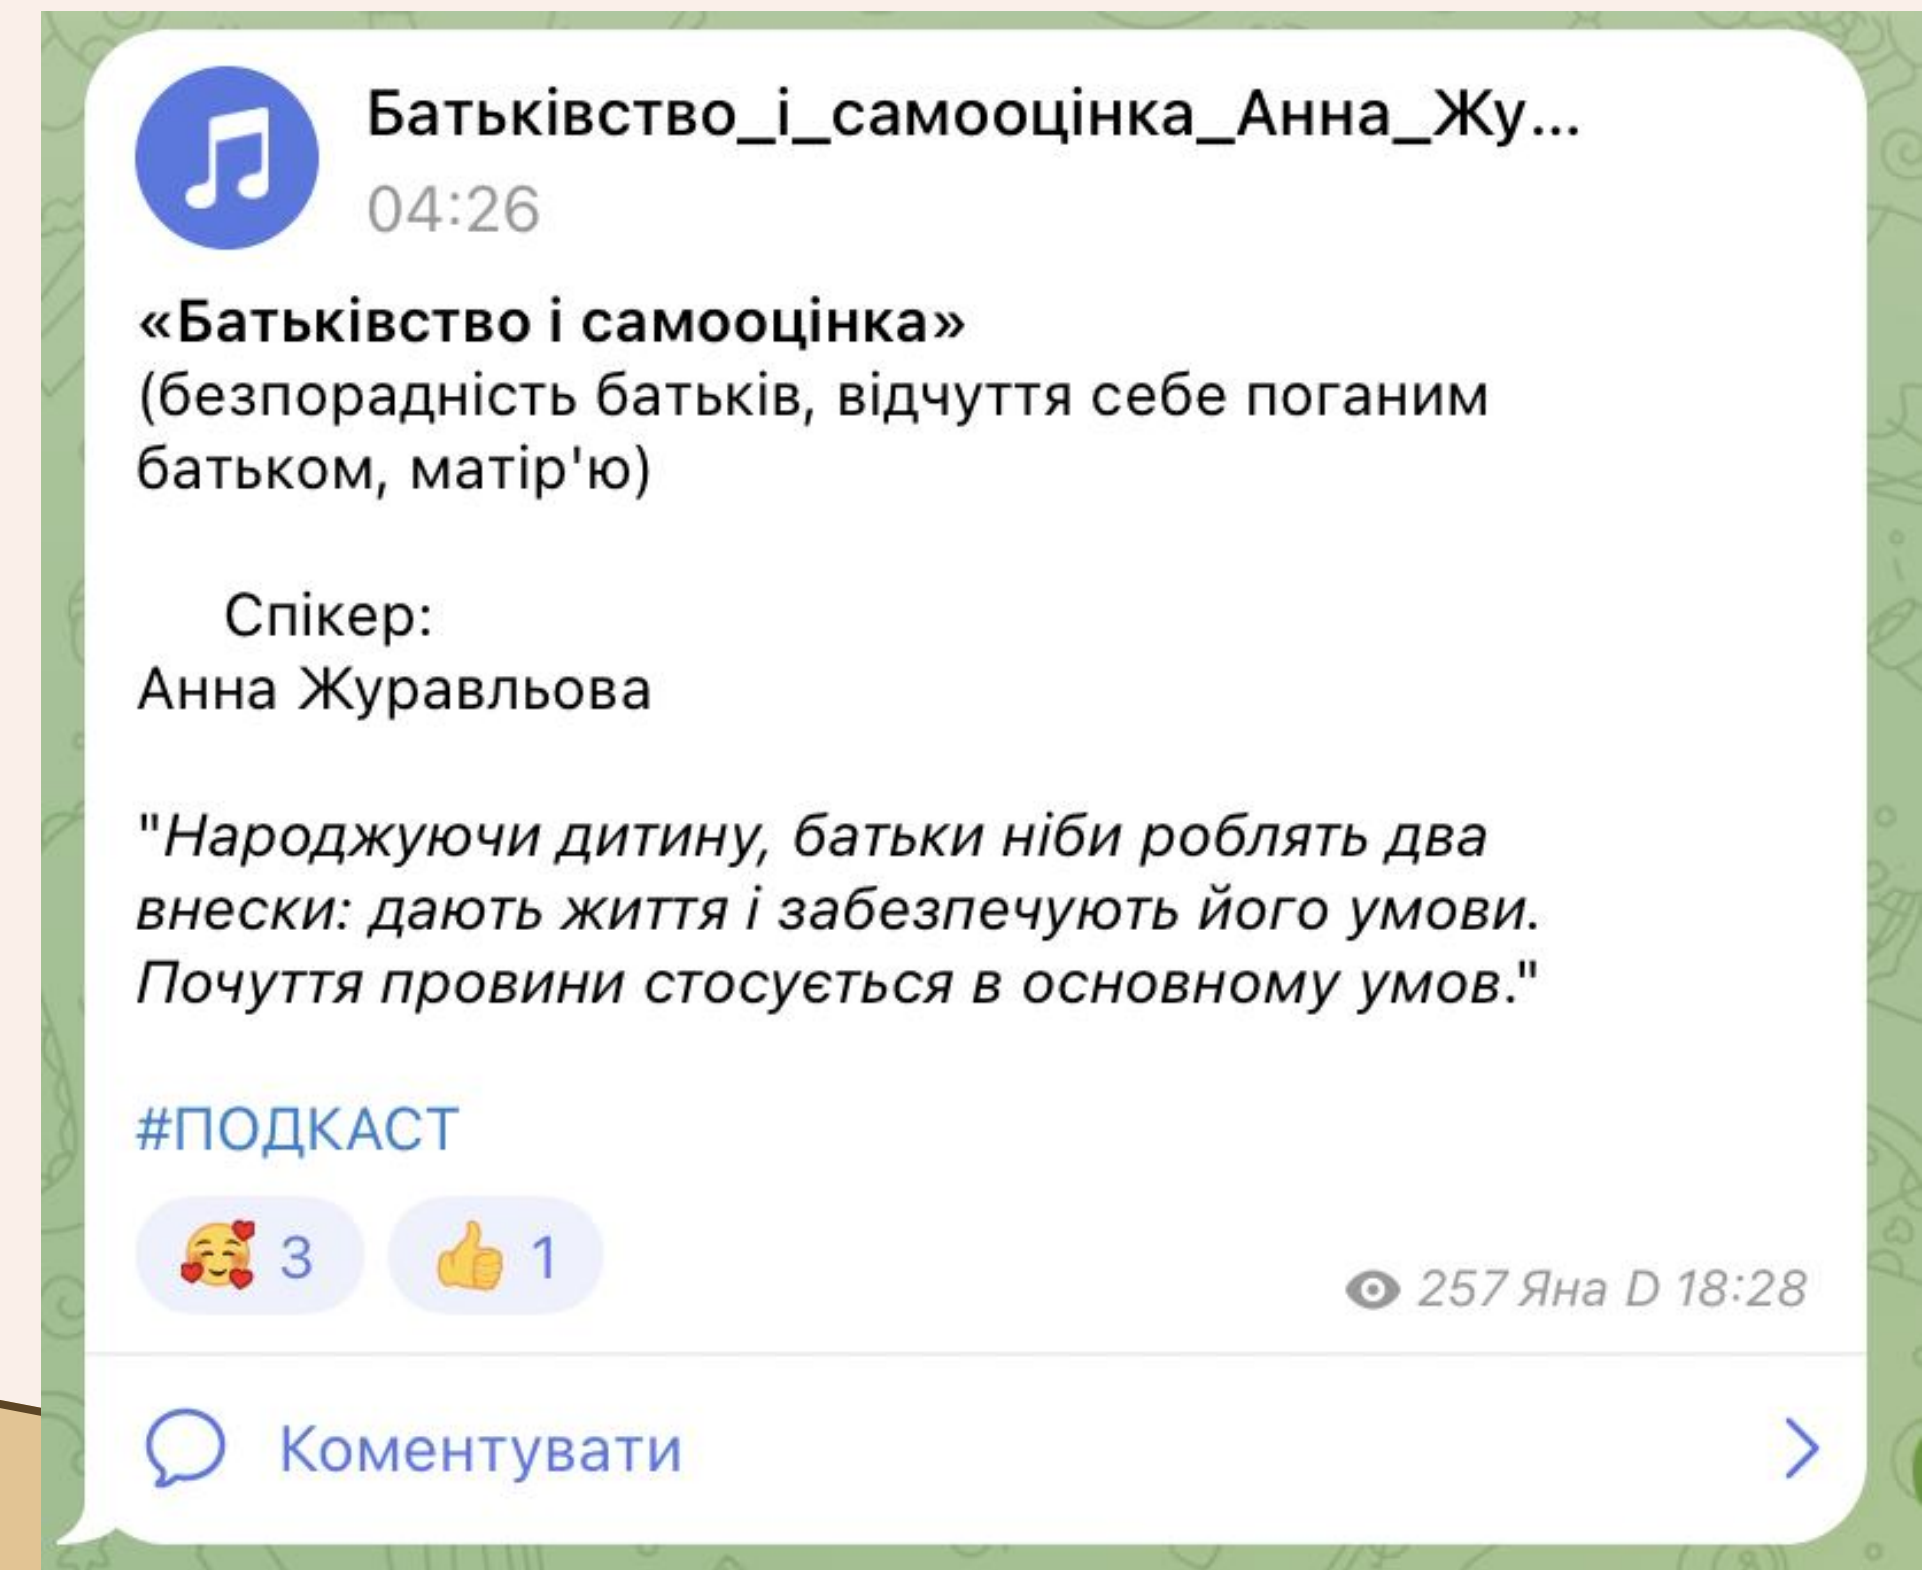 Батьківство_і_самооцінка_Анна_Жу...
04:26
«Батьківство і самооцінка»
(безпорадність батьків, відчуття себе поганим
батьком, матір'ю)
Спікер:
Анна Журавльова
"Народжуючи дитину, батьки ніби роблять два
внески: дають життя і забезпечують його умови.
Почуття провини стосується в основному умов."
#ПОДКАСТ
🥰 3 👍 1
257 Яна D 18:28
Коментувати